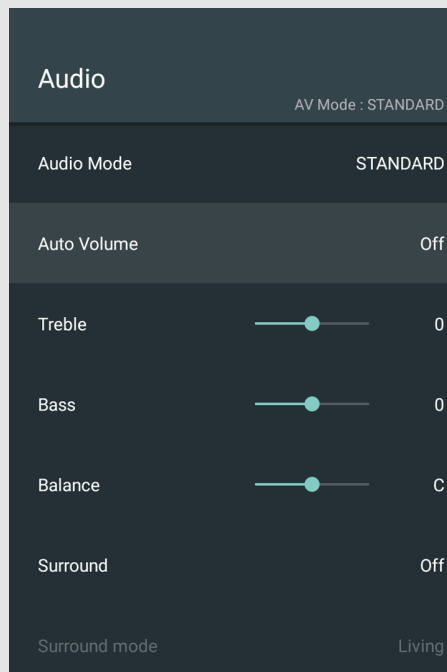 Audio
AV Mode : STANDARD
Audio Mode STANDARD
Auto Volume Off
Treble 0
Bass 0
Balance C
Surround Off
Surround mode Living